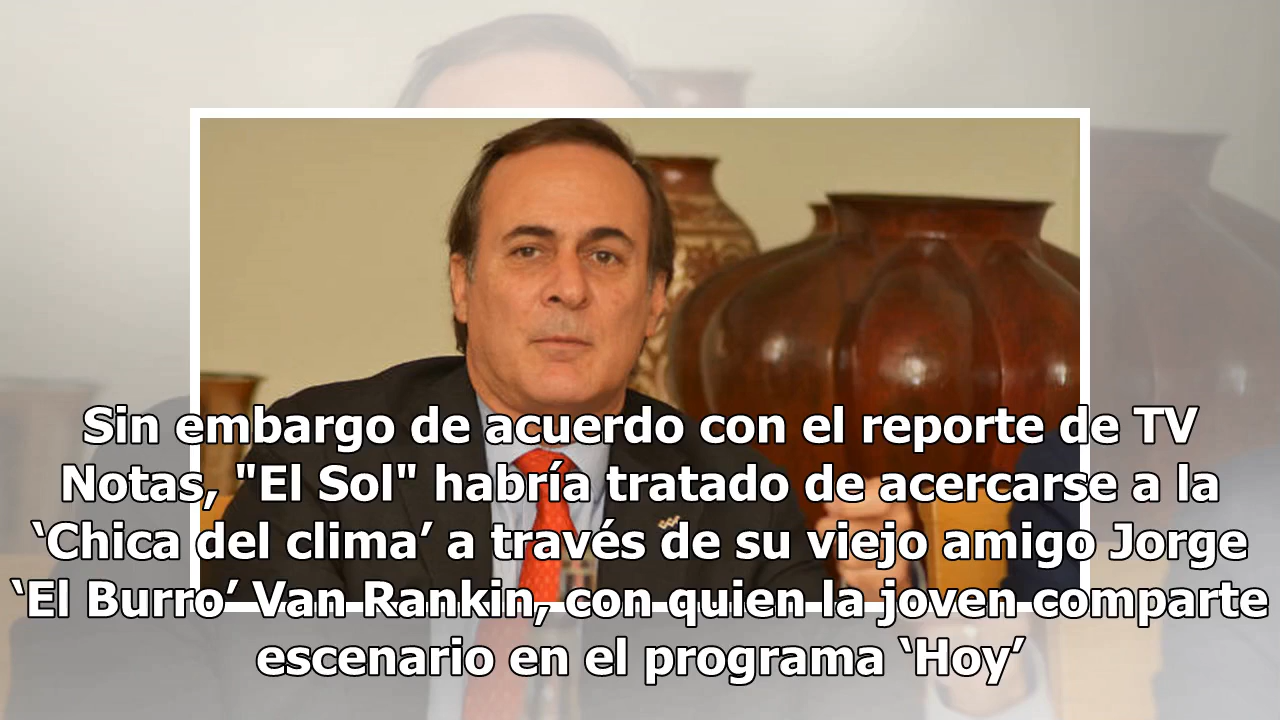 Sin embargo de acuerdo con el reporte de TV
Notas, "El Sol" habría tratado de acercarse a la
‘Chica del clima’ a través de su viejo amigo Jorge
‘El Burro’ Van Rankin, con quien la joven comparte
escenario en el programa ‘Hoy’